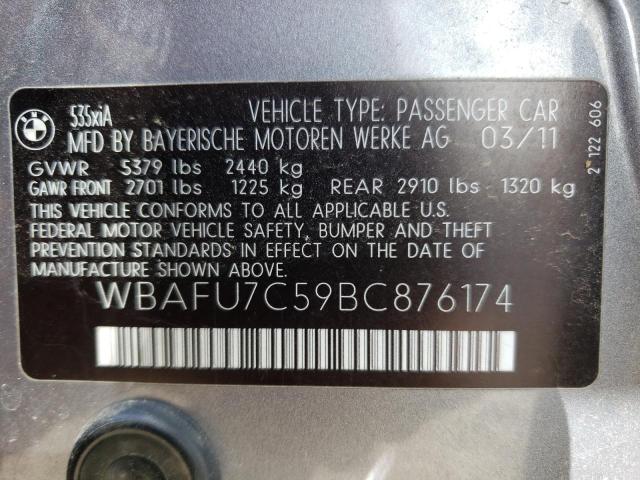 BMW
535xiA VEHICLE TYPE: PASSENGER CAR
MFD BY BAYERISCHE MOTOREN WERKE AG 03/11
GVWR 5379 lbs 2440 kg
GAWR FRONT 2701 lbs 1225 kg REAR 2910 lbs 1320 kg
THIS VEHICLE CONFORMS TO ALL APPLICABLE U.S.
FEDERAL MOTOR VEHICLE SAFETY, BUMPER AND THEFT
PREVENTION STANDARDS IN EFFECT ON THE DATE OF
MANUFACTURE SHOWN ABOVE.
WBAFU7C59BC876174
2 122 606